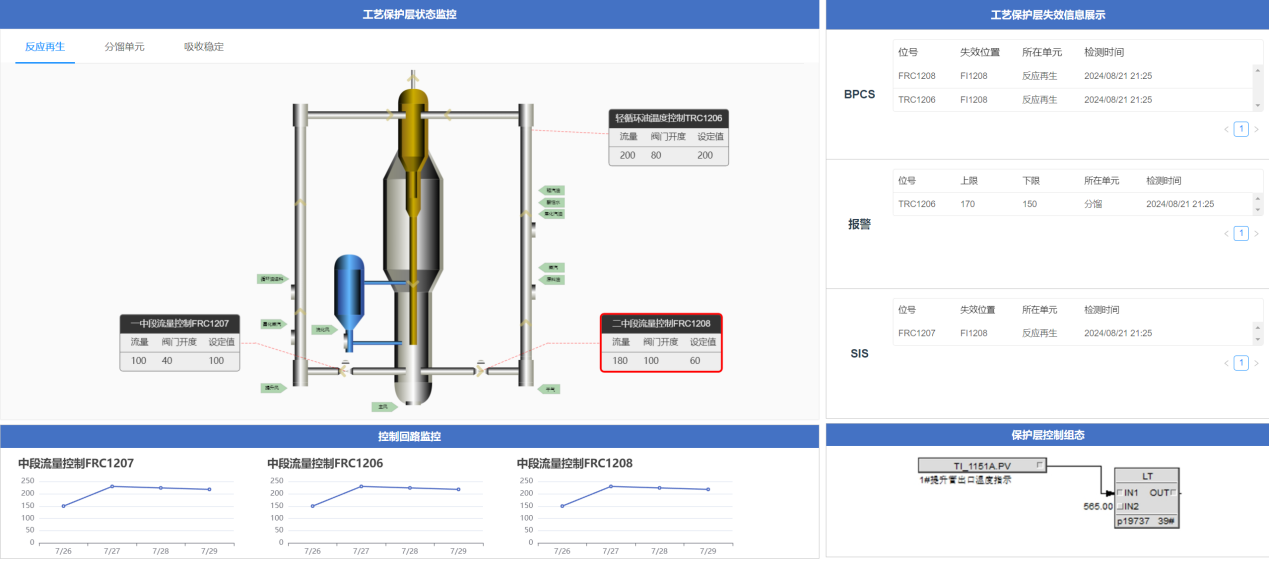 工艺保护层状态监控
反应再生 分馏单元 吸收稳定
轻循环油温度控制TRC1206
流量 阀门开度 设定值
200 80 200
一中段流量控制FRC1207
流量 阀门开度 设定值
100 40 100
二中段流量控制FRC1208
流量 阀门开度 设定值
180 100 60
控制回路监控
中段流量控制FRC1207
250
200
150
100
50
0
7/26 7/27 7/28 7/29
中段流量控制FRC1206
250
200
150
100
50
0
7/26 7/27 7/28 7/29
中段流量控制FRC1208
250
200
150
100
50
0
7/26 7/27 7/28 7/29
工艺保护层失效信息展示
BPCS
位号 失效位置 所在单元 检测时间
FRC1208 FI1208 反应再生 2024/08/21 21:25
TRC1206 FI1208 反应再生 2024/08/21 21:25
< 1 >
报警
位号 上限 下限 所在单元 检测时间
TRC1206 170 150 分馏 2024/08/21 21:25
< 1 >
SIS
位号 失效位置 所在单元 检测时间
FRC1207 FI1208 反应再生 2024/08/21 21:25
< 1 >
保护层控制组态
TI_1151A.PV
1#提升管出口温度指示
LT
IN1 OUT
565.00 IN2
p19737 39#